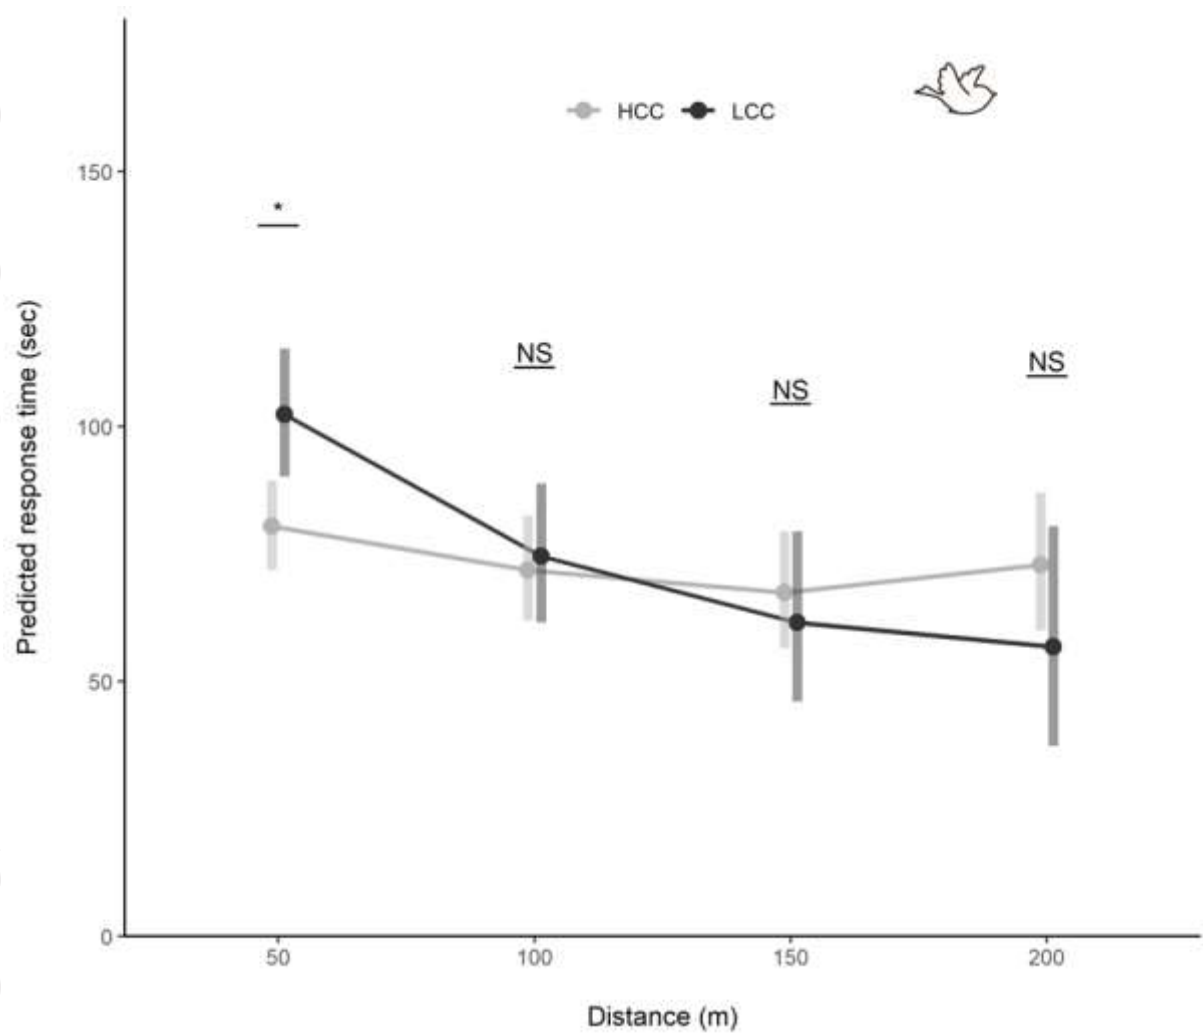 HCC LCC
150
*
NS
NS
NS
100
50
0
50 100 150 200
Predicted response time (sec)
Distance (m)